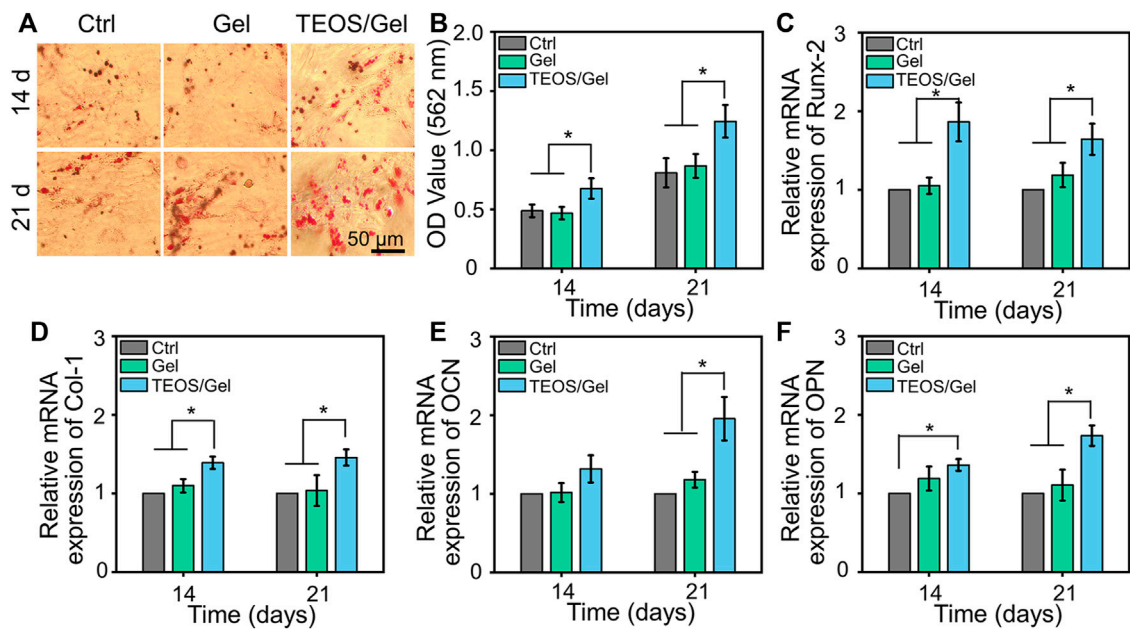 A
Ctrl
Gel
TEOS/Gel
14 d
21 d
50 µm
B
OD Value (562 nm)
2.0
1.5
1.0
0.5
0
Ctrl
Gel
TEOS/Gel
*
*
14
21
Time (days)
C
Relative mRNA
expression of Runx-2
3
2
1
0
Ctrl
Gel
TEOS/Gel
*
*
14
21
Time (days)
D
Relative mRNA
expression of Col-1
3
2
1
0
Ctrl
Gel
TEOS/Gel
*
*
14
21
Time (days)
E
Relative mRNA
expression of OCN
3
2
1
0
Ctrl
Gel
TEOS/Gel
*
14
21
Time (days)
F
Relative mRNA
expression of OPN
3
2
1
0
Ctrl
Gel
TEOS/Gel
*
*
14
21
Time (days)